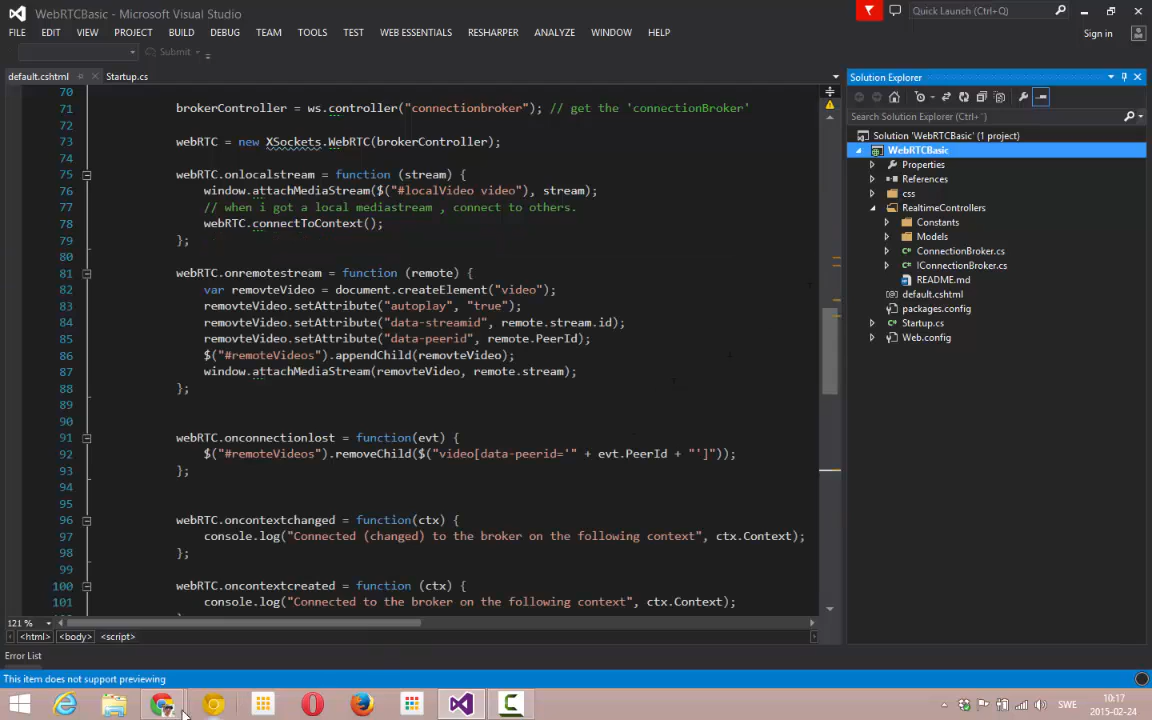 WebRTCBasic - Microsoft Visual Studio
Quick Launch (Ctrl+Q)
FILE EDIT VIEW PROJECT BUILD DEBUG TEAM TOOLS TEST WEB ESSENTIALS RESHARPER ANALYZE WINDOW HELP
Sign in
Submit
default.cshtml Startup.cs
Solution Explorer
70
71 brokerController = ws.controller("connectionbroker"); // get the 'connectionBroker'
72
73 webRTC = new XSockets.WebRTC(brokerController);
74
75 webRTC.onlocalstream = function (stream) {
76 window.attachMediaStream($("#localVideo video"), stream);
77 // when i got a local mediastream , connect to others.
78 webRTC.connectToContext();
79 };
80
81 webRTC.onremotestream = function (remote) {
82 var removteVideo = document.createElement("video");
83 removteVideo.setAttribute("autoplay", "true");
84 removteVideo.setAttribute("data-streamid", remote.stream.id);
85 removteVideo.setAttribute("data-peerid", remote.PeerId);
86 $("#remoteVideos").appendChild(removteVideo);
87 window.attachMediaStream(removteVideo, remote.stream);
88 };
89
90
91 webRTC.onconnectionlost = function(evt) {
92 $("#remoteVideos").removeChild($("video[data-peerid='" + evt.PeerId + "']"));
93 };
94
95
96 webRTC.oncontextchanged = function(ctx) {
97 console.log("Connected (changed) to the broker on the following context", ctx.Context);
98 };
99
100 webRTC.oncontextcreated = function (ctx) {
101 console.log("Connected to the broker on the following context", ctx.Context);
Search Solution Explorer (Ctrl+¨)
Solution 'WebRTCBasic' (1 project)
WebRTCBasic
Properties
References
css
RealtimeControllers
Constants
Models
ConnectionBroker.cs
IConnectionBroker.cs
README.md
default.cshtml
packages.config
Startup.cs
Web.config
121 %
<html> <body> <script>
Error List
This item does not support previewing
SWE
10:17
2015-02-24